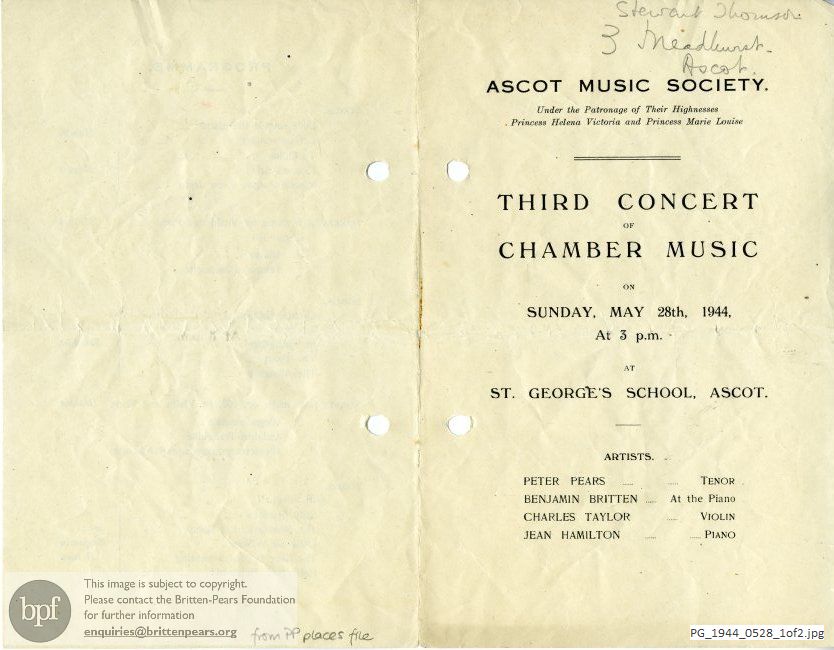 Stewart Thomson
3 Meadhurst.
Ascot.
ASCOT MUSIC SOCIETY.
Under the Patronage of Their Highnesses
Princess Helena Victoria and Princess Marie Louise
THIRD CONCERT
OF
CHAMBER MUSIC
ON
SUNDAY, MAY 28th, 1944,
At 3 p.m.
AT
ST. GEORGE'S SCHOOL, ASCOT.
ARTISTS.
PETER PEARS ..... ..... TENOR
BENJAMIN BRITTEN ..... At the Piano
CHARLES TAYLOR ..... VIOLIN
JEAN HAMILTON ..... ..... PIANO
bpf
This image is subject to copyright.
Please contact the Britten-Pears Foundation
for further information
enquiries@brittenpears.org
from PP places file
PG_1944_0528_1of2.jpg